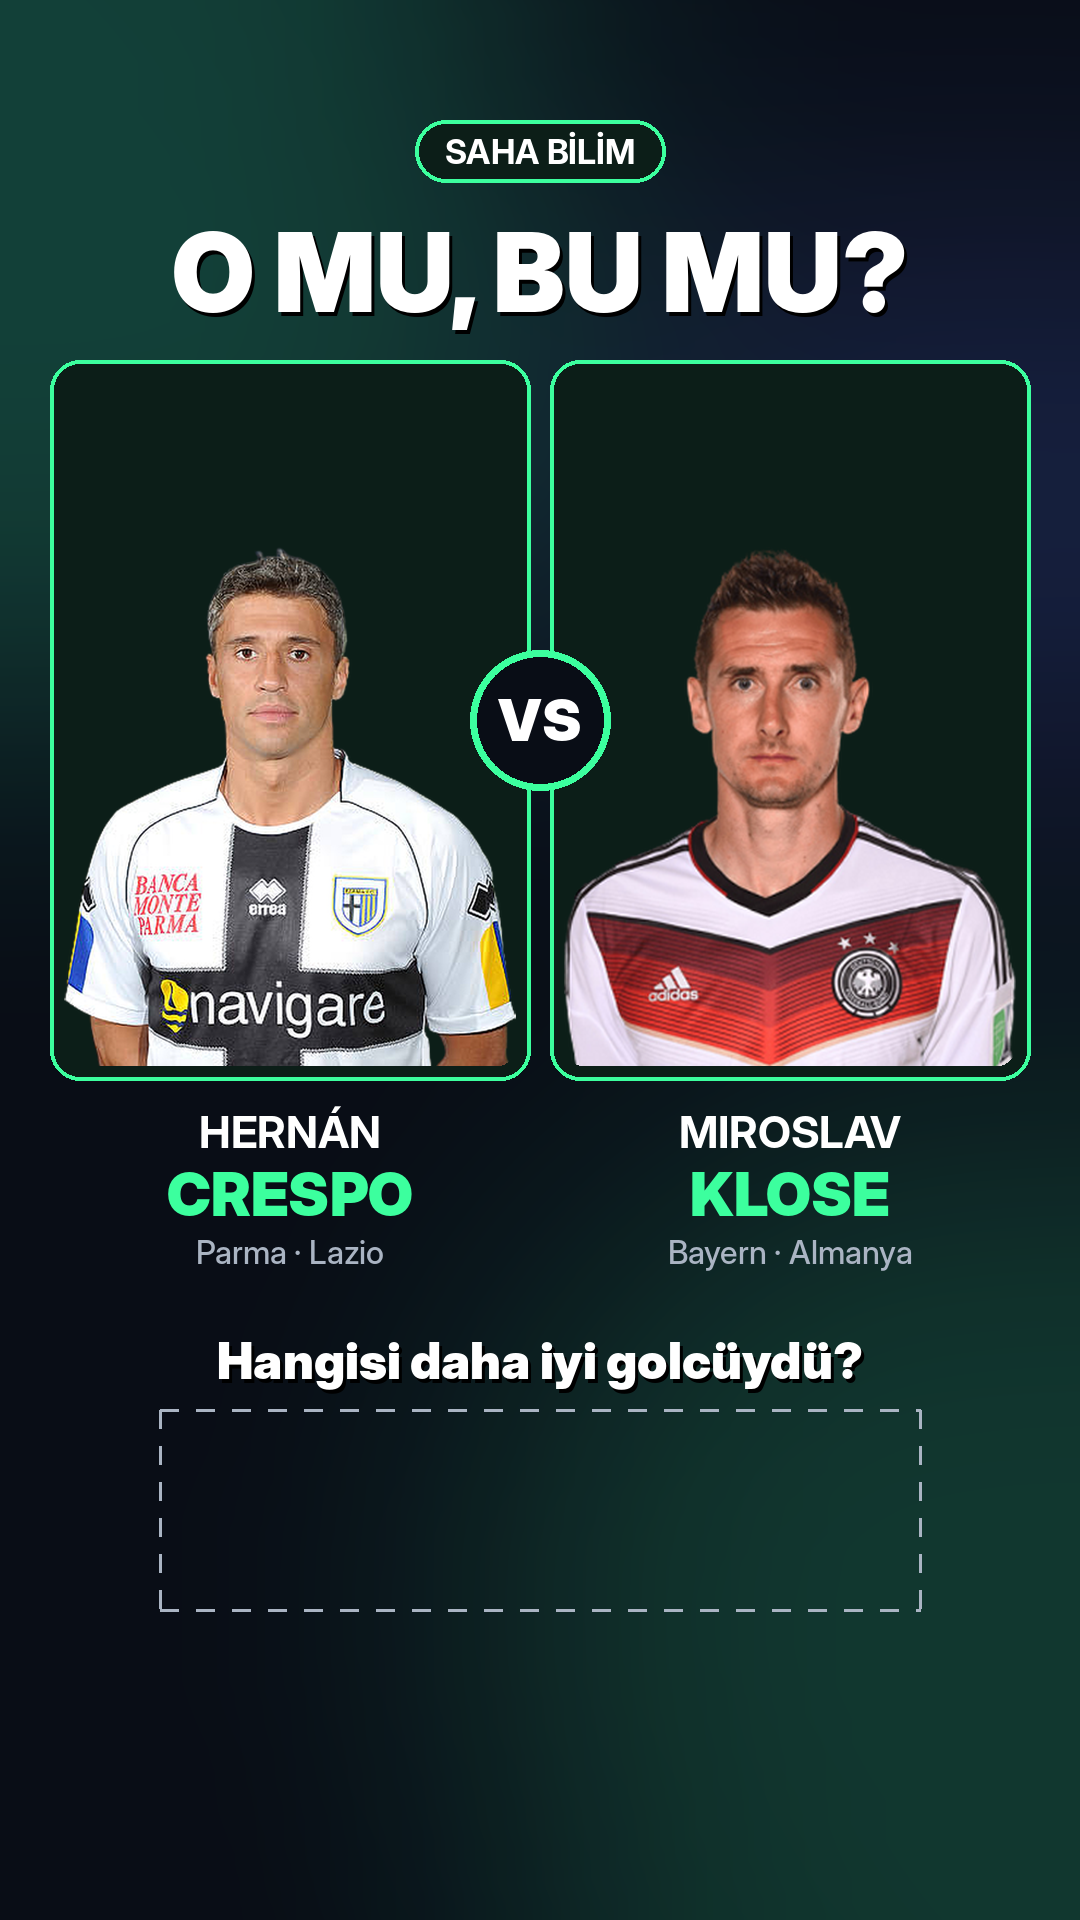 SAHA BİLİM
O MU, BU MU?
VS
BANCA
MONTE
PARMA
errea
navigare
adidas
HERNÁN
CRESPO
Parma · Lazio
MIROSLAV
KLOSE
Bayern · Almanya
Hangisi daha iyi golcüydü?